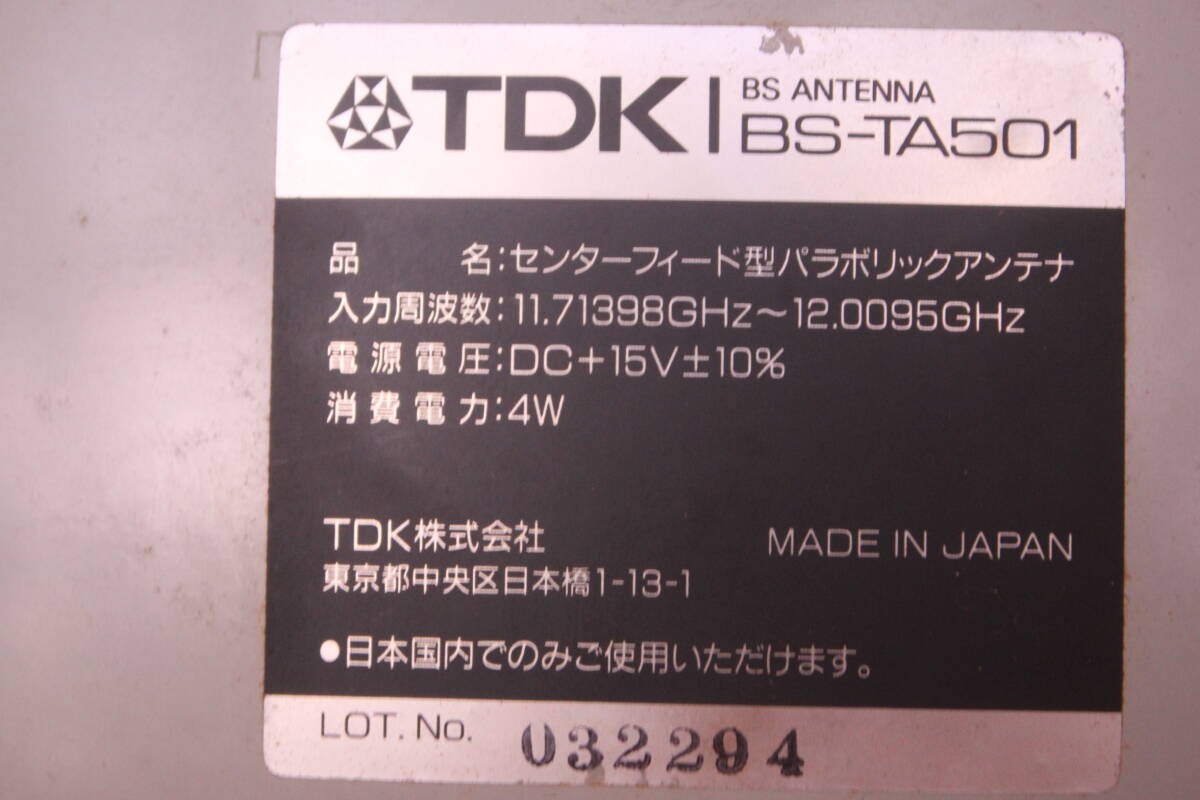 TDK
BS ANTENNA
BS-TA501
品　　名:センターフィード型パラボリックアンテナ
入力周波数:11.71398GHz～12.0095GHz
電源電圧:DC+15V±10%
消費電力:4W
TDK株式会社
MADE IN JAPAN
東京都中央区日本橋1-13-1
●日本国内でのみご使用いただけます。
LOT. No. 032294